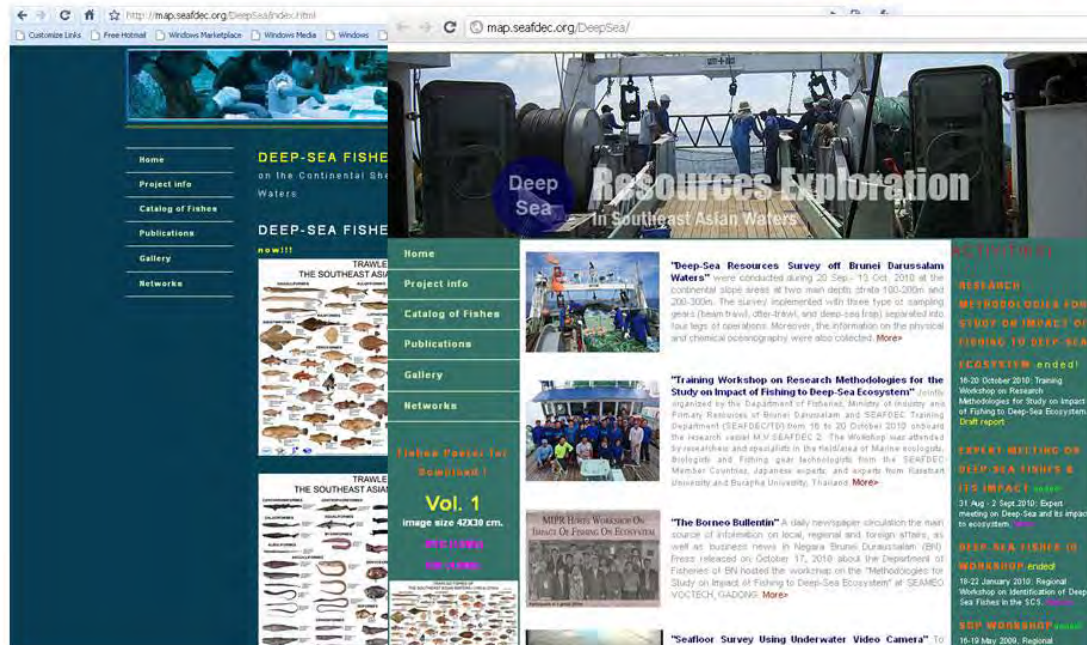 http://map.seafdec.org/DeepSea/index.html
Customize Links
Free Hotmail
Windows Marketplace
Windows Media
Windows
Home
Project info
Catalog of Fishes
Publications
Gallery
Networks
DEEP-SEA FISHE
on the Continental She
Waters
DEEP-SEA FISHE
now!!!
TRAWLE
THE SOUTHEAST ASIA
TRAWLE
THE SOUTHEAST ASIA
map.seafdec.org/DeepSea/
Deep
Sea
Resources Exploration
In Southeast Asian Waters
Home
Project info
Catalog of Fishes
Publications
Gallery
Networks
Fishes Poster for
Download !
Vol. 1
image size 42X30 cm.
"Deep-Sea Resources Survey off Brunei Darussalam
Waters" were conducted during 20 Sep - 13 Oct, 2010 at the
continental slope areas at two main depth strata 100-200m and
200-300m. The survey implemented with three type of sampling
gears (beam trawl, otter-trawl, and deep-sea trap) separated into
four legs of operations. Moreover, the information on the physical
and chemical oceanography were also collected. More>
"Training Workshop on Research Methodologies for the
Study on Impact of Fishing to Deep-Sea Ecosystem" Jointly
organized by the Department of Fisheries, Ministry of Industry and
Primary Resources of Brunei Darussalam and SEAFDEC Training
Department (SEAFDEC/TD) from 16 to 20 October 2010 onboard
the research vessel M.V.SEAFDEC 2. The Workshop was attended
by researchers and specialists in the field/area of Marine ecologists,
Biologists and Fishing gear technologists from the SEAFDEC
Member Countries, Japanese experts, and experts from Kasetsart
University and Burapha University, Thailand. More>
MIPR HOSTS WORKSHOP ON
IMPACT OF FISHING ON ECOSYSTEM
"The Borneo Bullentin" A daily newspaper circulation the main
source of information on local, regional and foreign affairs, as
well as business news in Negara Brunei Duraussalam (BN).
Press released on October 17, 2010 about the Department of
Fisheries of BN hosted the workshop on the "Methodologies for
Study on Impact of Fishing to Deep-Sea Ecosystem" at SEAMEO
VOCTECH, GADONG. More>
"Seafloor Survey Using Underwater Video Camera" To
ACTIVITIES
RESEARCH
METHODOLOGIES FOR
STUDY ON IMPACT OF
FISHING TO DEEP-SEA
ECOSYSTEM ended!
16-20 October 2010: Training
Workshop on Research
Methodologies for Study on Impact
of Fishing to Deep-Sea Ecosystem
Draft report
EXPERT MEETING ON
DEEP-SEA FISHES &
ITS IMPACT ended!
31 Aug - 2 Sept.2010: Expert
meeting on Deep-Sea and its impac
to ecosystem.
DEEP-SEA FISHES ID
WORKSHOP ended!
18-22 January 2010: Regional
Workshop on Identification of Deep
Sea Fishes in the SCS.
SOP WORKSHOP ended!
16-19 May 2009, Regional